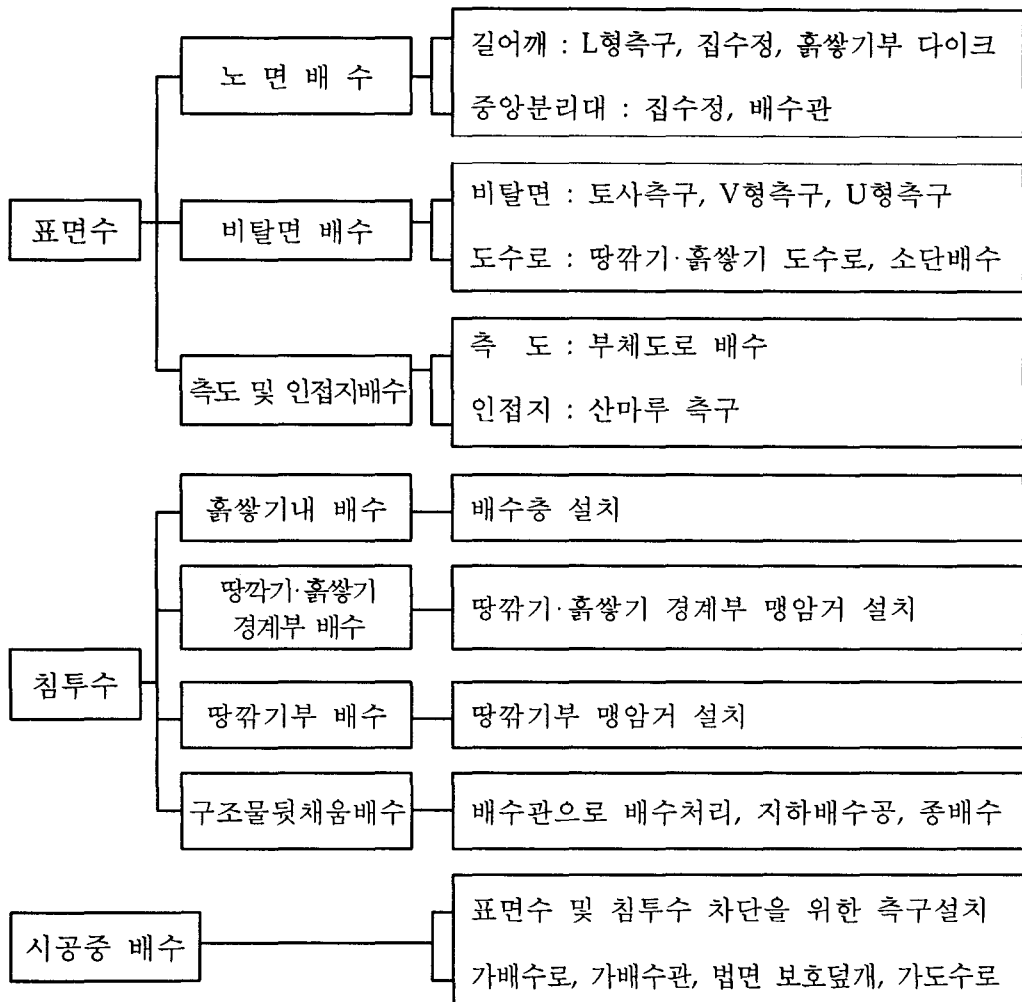 표면수
노 면 배 수
길어깨 : L형측구, 집수정, 흙쌓기부 다이크
중앙분리대 : 집수정, 배수관
비탈면 배수
비탈면 : 토사측구, V형측구, U형측구
도수로 : 땅깎기·흙쌓기 도수로, 소단배수
측도 및 인접지배수
측 도 : 부체도로 배수
인접지 : 산마루 측구
침투수
흙쌓기내 배수
배수층 설치
땅깍기·흙쌓기
경계부 배수
땅깎기·흙쌓기 경계부 맹암거 설치
땅깎기부 배수
땅깎기부 맹암거 설치
구조물뒷채움배수
배수관으로 배수처리, 지하배수공, 종배수
시공중 배수
표면수 및 침투수 차단을 위한 측구설치
가배수로, 가배수관, 법면 보호덮개, 가도수로